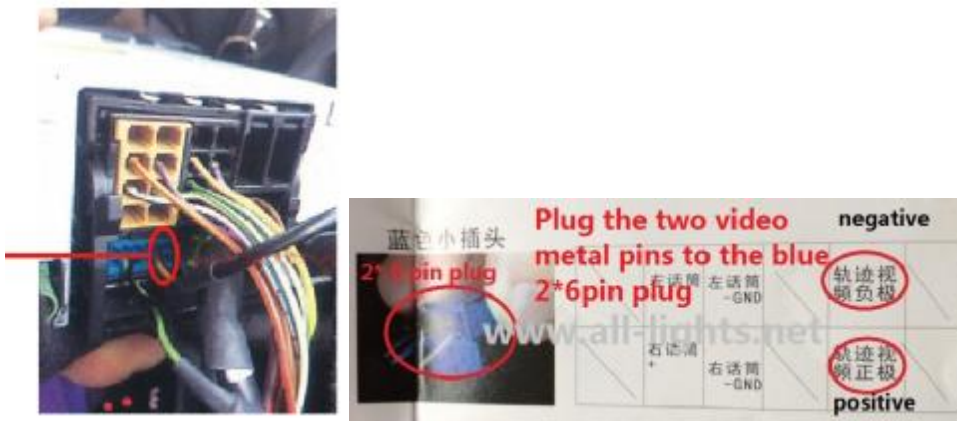 蓝色小插头
2*6 pin plug
Plug the two video
metal pins to the blue
2*6pin plug
negative
左话筒
左话筒
-GND
轨迹视
频负极
www.all-lights.net
右话筒
+
右话筒
-GND
轨迹视
频正极
positive